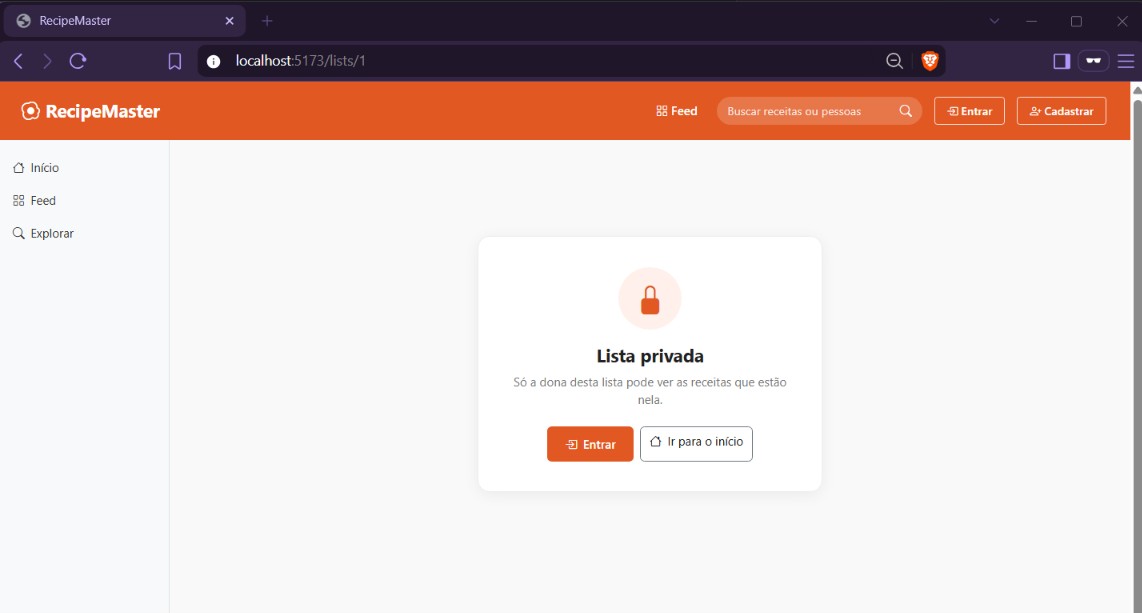 RecipeMaster
localhost:5173/lists/1
RecipeMaster
Feed
Buscar receitas ou pessoas
Entrar
Cadastrar
Início
Feed
Explorar
Lista privada
Só a dona desta lista pode ver as receitas que estão
nela.
Entrar
Ir para o início